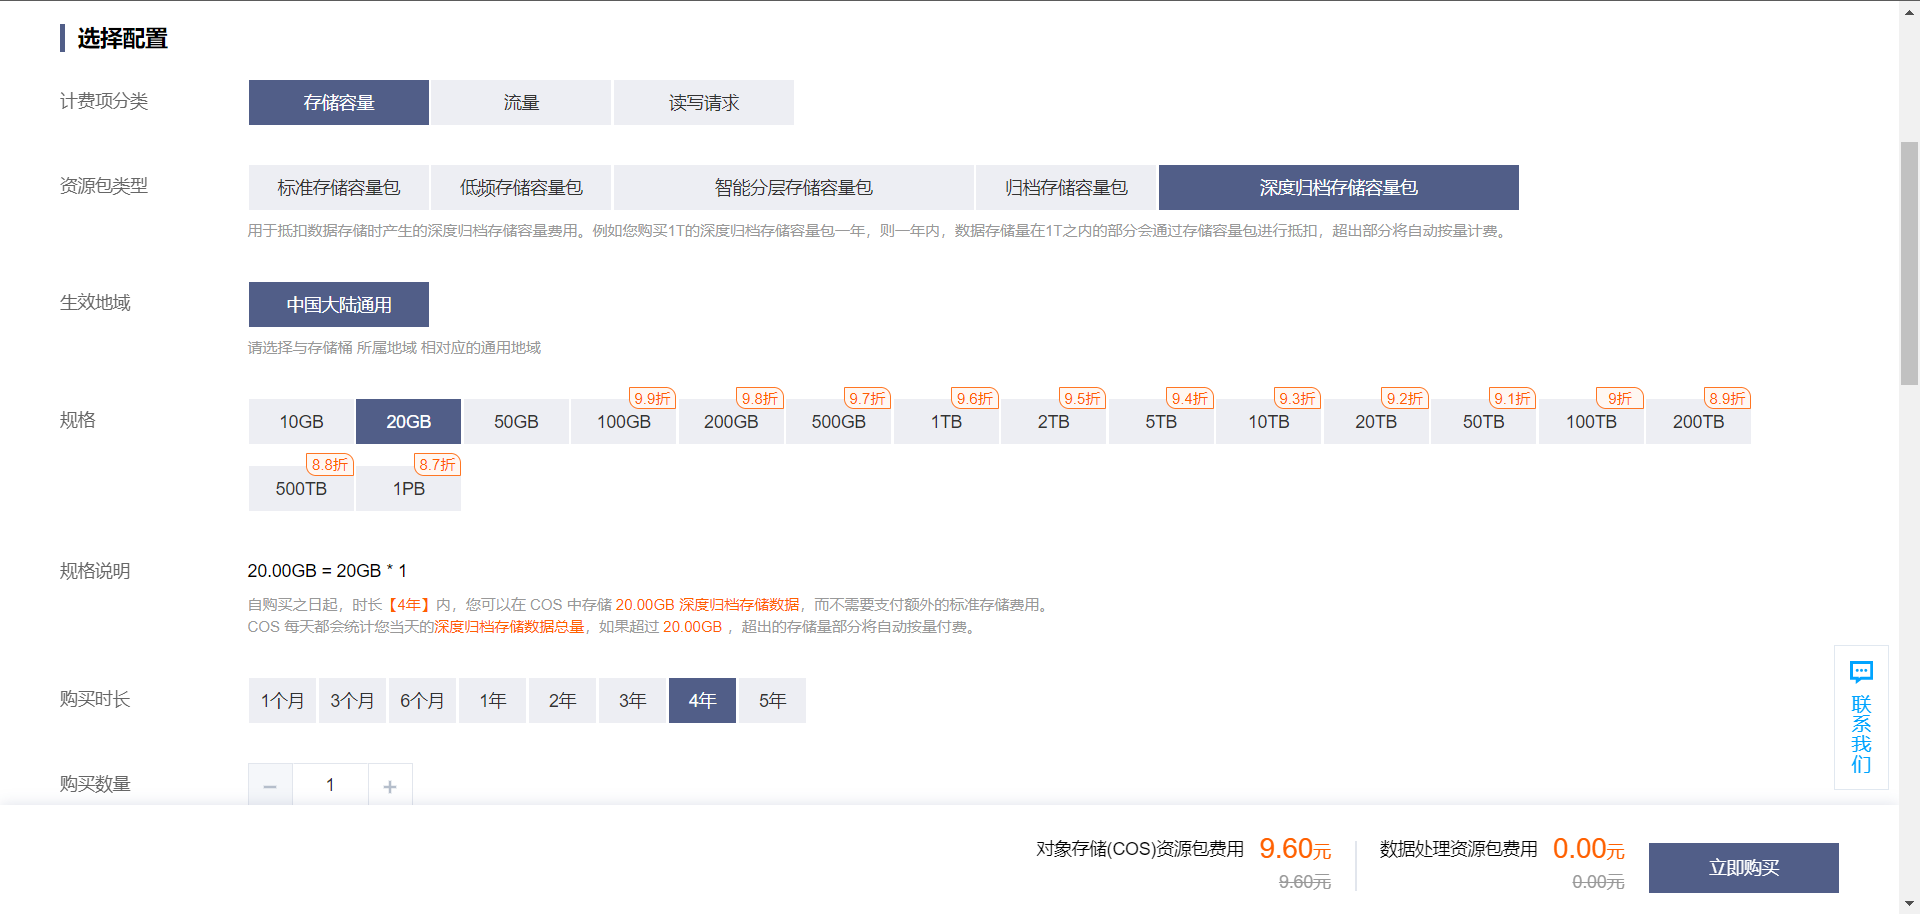 选择配置
计费项分类 存储容量 流量 读写请求
资源包类型 标准存储容量包 低频存储容量包 智能分层存储容量包 归档存储容量包 深度归档存储容量包
用于抵扣数据存储时产生的深度归档存储容量费用。例如您购买1T的深度归档存储容量包一年，则一年内，数据存储量在1T之内的部分会通过存储容量包进行抵扣，超出部分将自动按量计费。
生效地域 中国大陆通用
请选择与存储桶 所属地域 相对应的通用地域
9.9折 9.8折 9.7折 9.6折 9.5折 9.4折 9.3折 9.2折 9.1折 9折 8.9折
规格 10GB 20GB 50GB 100GB 200GB 500GB 1TB 2TB 5TB 10TB 20TB 50TB 100TB 200TB
8.8折 8.7折
500TB 1PB
规格说明 20.00GB = 20GB * 1
自购买之日起，时长【4年】内，您可以在 COS 中存储 20.00GB 深度归档存储数据，而不需要支付额外的标准存储费用。
COS 每天都会统计您当天的深度归档存储数据总量，如果超过 20.00GB ，超出的存储量部分将自动按量付费。
购买时长 1个月 3个月 6个月 1年 2年 3年 4年 5年
联系我们
购买数量 − 1 +
对象存储(COS)资源包费用 9.60元 数据处理资源包费用 0.00元 立即购买
9.60元 0.00元